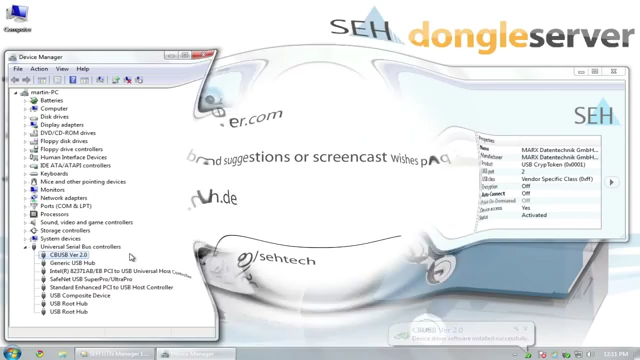 Computer
SEH dongleserver
Device Manager
File Action View Help
martin-PC
Batteries
Computer
Disk drives
Display adapters
DVD/CD-ROM drives
Floppy disk drives
Floppy drive controllers
Human Interface Devices
IDE ATA/ATAPI controllers
Keyboards
Mice and other pointing devices
Monitors
Network adapters
Ports (COM & LPT)
Processors
Sound, video and game controllers
Storage controllers
System devices
Universal Serial Bus controllers
CBUSB Ver 2.0
Generic USB Hub
Intel(R) 82371AB/EB PCI to USB Universal Host Controller
SafeNet USB SuperPro/UltraPro
Standard Enhanced PCI to USB Host Controller
USB Composite Device
USB Root Hub
USB Root Hub
er.com
nd suggestions or screencast wishes
h.de
@/sehtech
SEH
Properties
Name MARX Datentechnik GmbH...
Manufacturer MARX Datentechnik GmbH...
Product USB CrypToken (0x0001)
USB port 2
USB class Vendor Specific Class (0xff)
Encryption Off
Auto-Connect Off
Off
Device access Yes
Status Activated
CBUSB Ver 2.0
Device driver software installed successfully.
SEH UTN Manager
Device Manager
12:11 PM